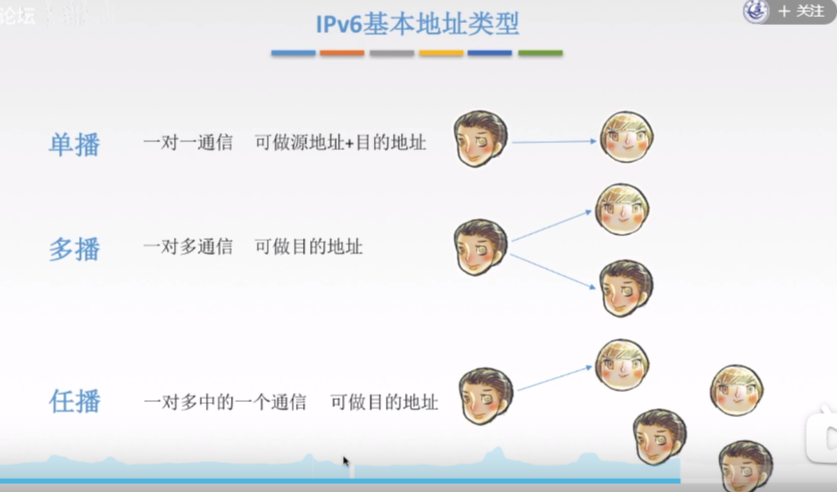 论坛
+ 关注
IPv6基本地址类型
单播 一对一通信 可做源地址+目的地址
多播 一对多通信 可做目的地址
任播 一对多中的一个通信 可做目的地址